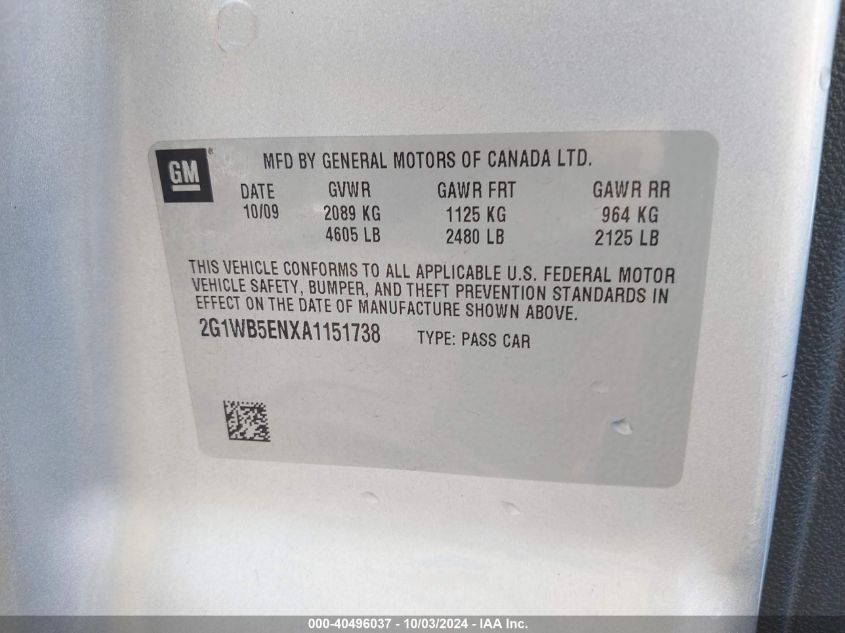 GM
MFD BY GENERAL MOTORS OF CANADA LTD.
DATE GVWR GAWR FRT GAWR RR
10/09 2089 KG 1125 KG 964 KG
4605 LB 2480 LB 2125 LB
THIS VEHICLE CONFORMS TO ALL APPLICABLE U.S. FEDERAL MOTOR
VEHICLE SAFETY, BUMPER, AND THEFT PREVENTION STANDARDS IN
EFFECT ON THE DATE OF MANUFACTURE SHOWN ABOVE.
2G1WB5ENXA1151738 TYPE: PASS CAR
000-40496037 - 10/03/2024 - IAA Inc.